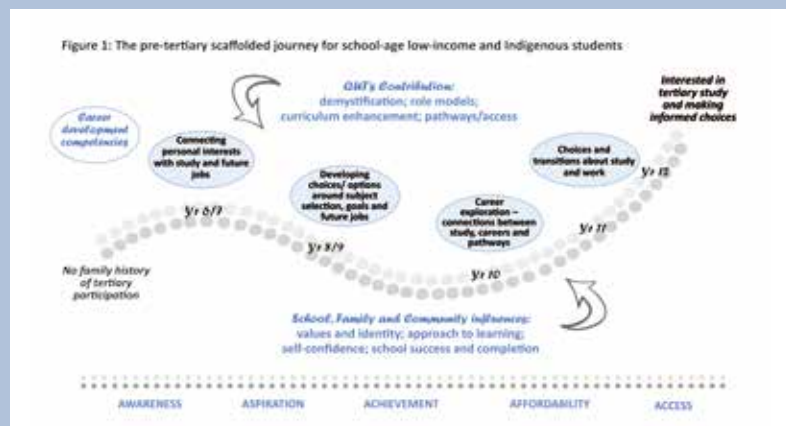 Figure 1: The pre-tertiary scaffolded journey for school-age low-income and Indigenous students
QUT's Contribution:
demystification; role models;
curriculum enhancement; pathways/access
Interested in
tertiary study
and making
informed choices
Career
development
competencies
Connecting
personal interests
with study and future
jobs
Developing
choices/ options
around subject
selection, goals and
future jobs
Career
exploration –
connections between
study, careers and
pathways
Choices and
transitions about study
and work
Yr 6/7
Yr 8/9
Yr 10
Yr 11
Yr 12
No family history
of tertiary
participation
School, Family and Community influences:
values and identity; approach to learning;
self-confidence; school success and completion
AWARENESS ASPIRATION ACHIEVEMENT AFFORDABILITY ACCESS